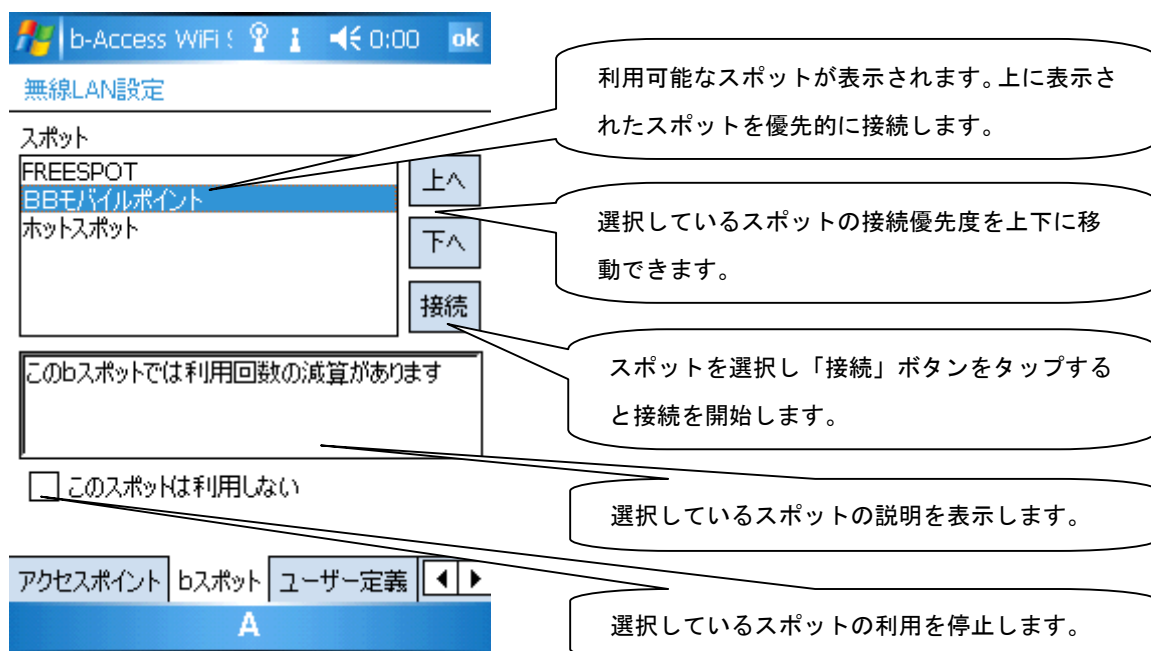 b-Access WiFi S 0:00 ok
無線LAN設定
スポット
FREESPOT
BBモバイルポイント
ホットスポット
上へ
下へ
接続
このbスポットでは利用回数の減算があります
このスポットは利用しない
アクセスポイント bスポット ユーザー定義
A
利用可能なスポットが表示されます。上に表示さ
れたスポットを優先的に接続します。
選択しているスポットの接続優先度を上下に移
動できます。
スポットを選択し「接続」ボタンをタップする
と接続を開始します。
選択しているスポットの説明を表示します。
選択しているスポットの利用を停止します。